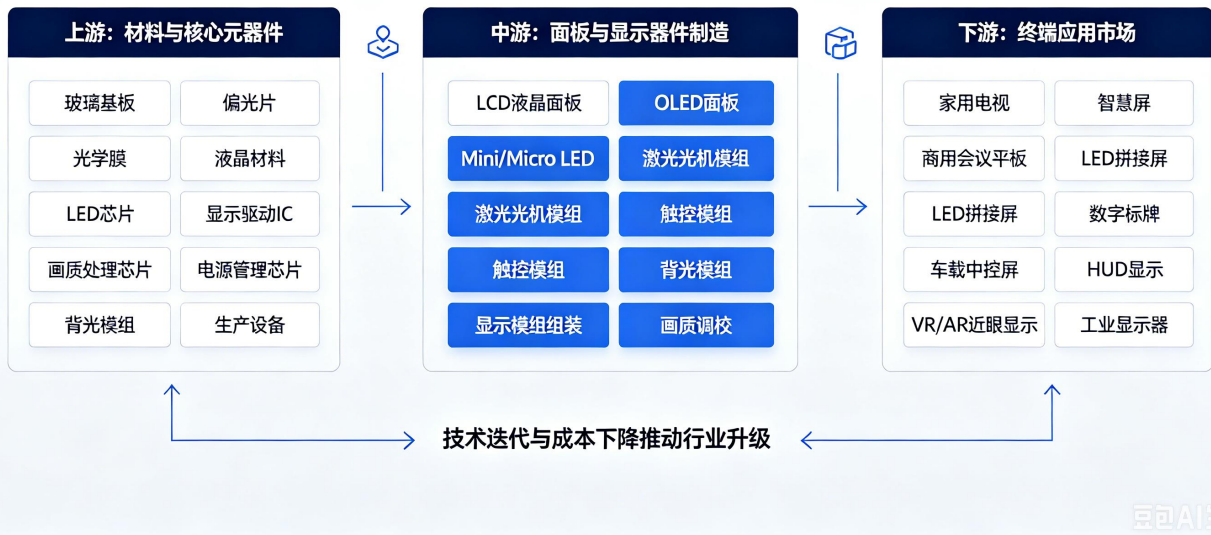 上游：材料与核心元器件
玻璃基板 偏光片
光学膜 液晶材料
LED芯片 显示驱动IC
画质处理芯片 电源管理芯片
背光模组 生产设备
中游：面板与显示器件制造
LCD液晶面板 OLED面板
Mini/Micro LED 激光光机模组
激光光机模组 触控模组
触控模组 背光模组
显示模组组装 画质调校
下游：终端应用市场
家用电视 智慧屏
商用会议平板 LED拼接屏
LED拼接屏 数字标牌
车载中控屏 HUD显示
VR/AR近眼显示 工业显示器
技术迭代与成本下降推动行业升级
豆包AI